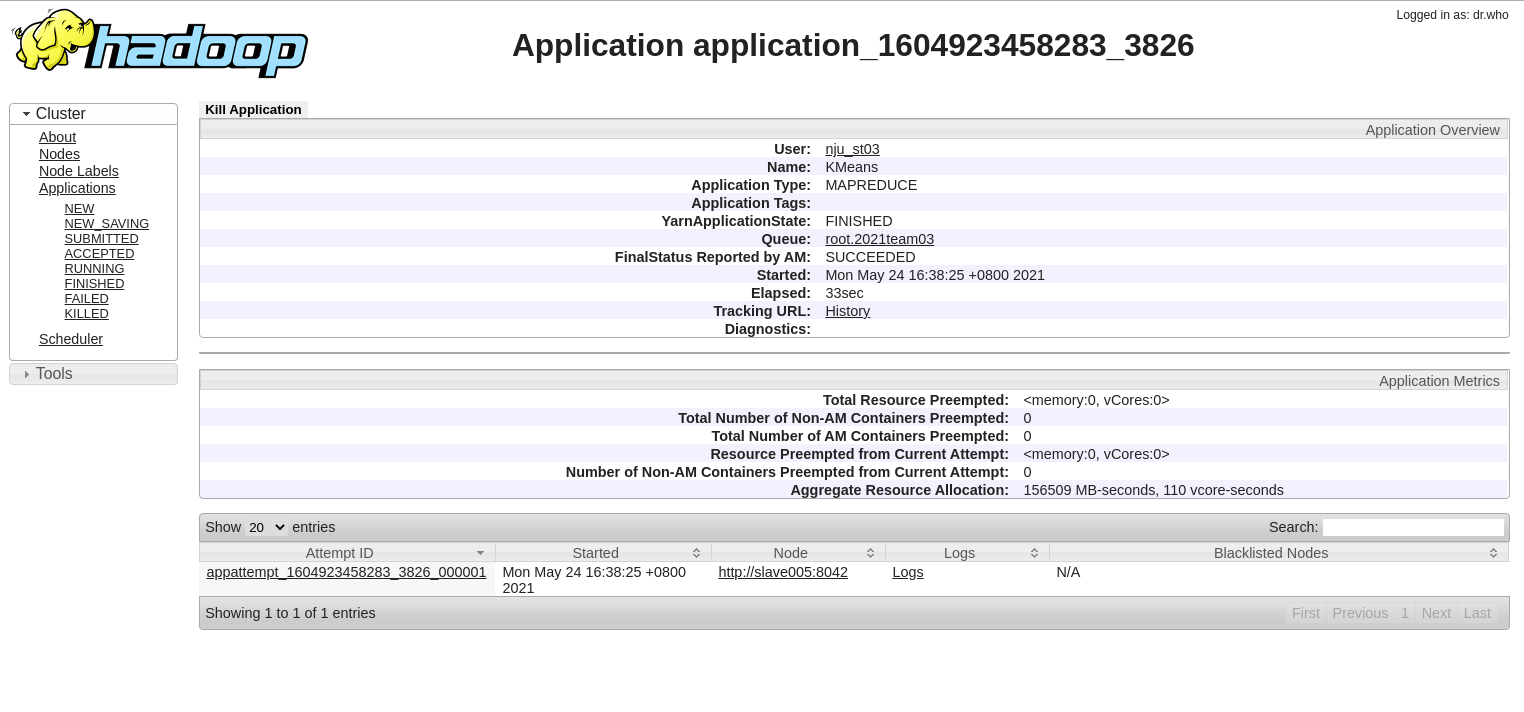 Logged in as: dr.who
hadoop
Application application_1604923458283_3826
Cluster
About
Nodes
Node Labels
Applications
NEW
NEW_SAVING
SUBMITTED
ACCEPTED
RUNNING
FINISHED
FAILED
KILLED
Scheduler
Tools
Kill Application
Application Overview
User: nju_st03
Name: KMeans
Application Type: MAPREDUCE
Application Tags:
YarnApplicationState: FINISHED
Queue: root.2021team03
FinalStatus Reported by AM: SUCCEEDED
Started: Mon May 24 16:38:25 +0800 2021
Elapsed: 33sec
Tracking URL: History
Diagnostics:
Application Metrics
Total Resource Preempted: <memory:0, vCores:0>
Total Number of Non-AM Containers Preempted: 0
Total Number of AM Containers Preempted: 0
Resource Preempted from Current Attempt: <memory:0, vCores:0>
Number of Non-AM Containers Preempted from Current Attempt: 0
Aggregate Resource Allocation: 156509 MB-seconds, 110 vcore-seconds
Show 20 entries Search:
Attempt ID Started Node Logs Blacklisted Nodes
appattempt_1604923458283_3826_000001 Mon May 24 16:38:25 +0800 http://slave005:8042 Logs N/A
2021
Showing 1 to 1 of 1 entries First Previous 1 Next Last